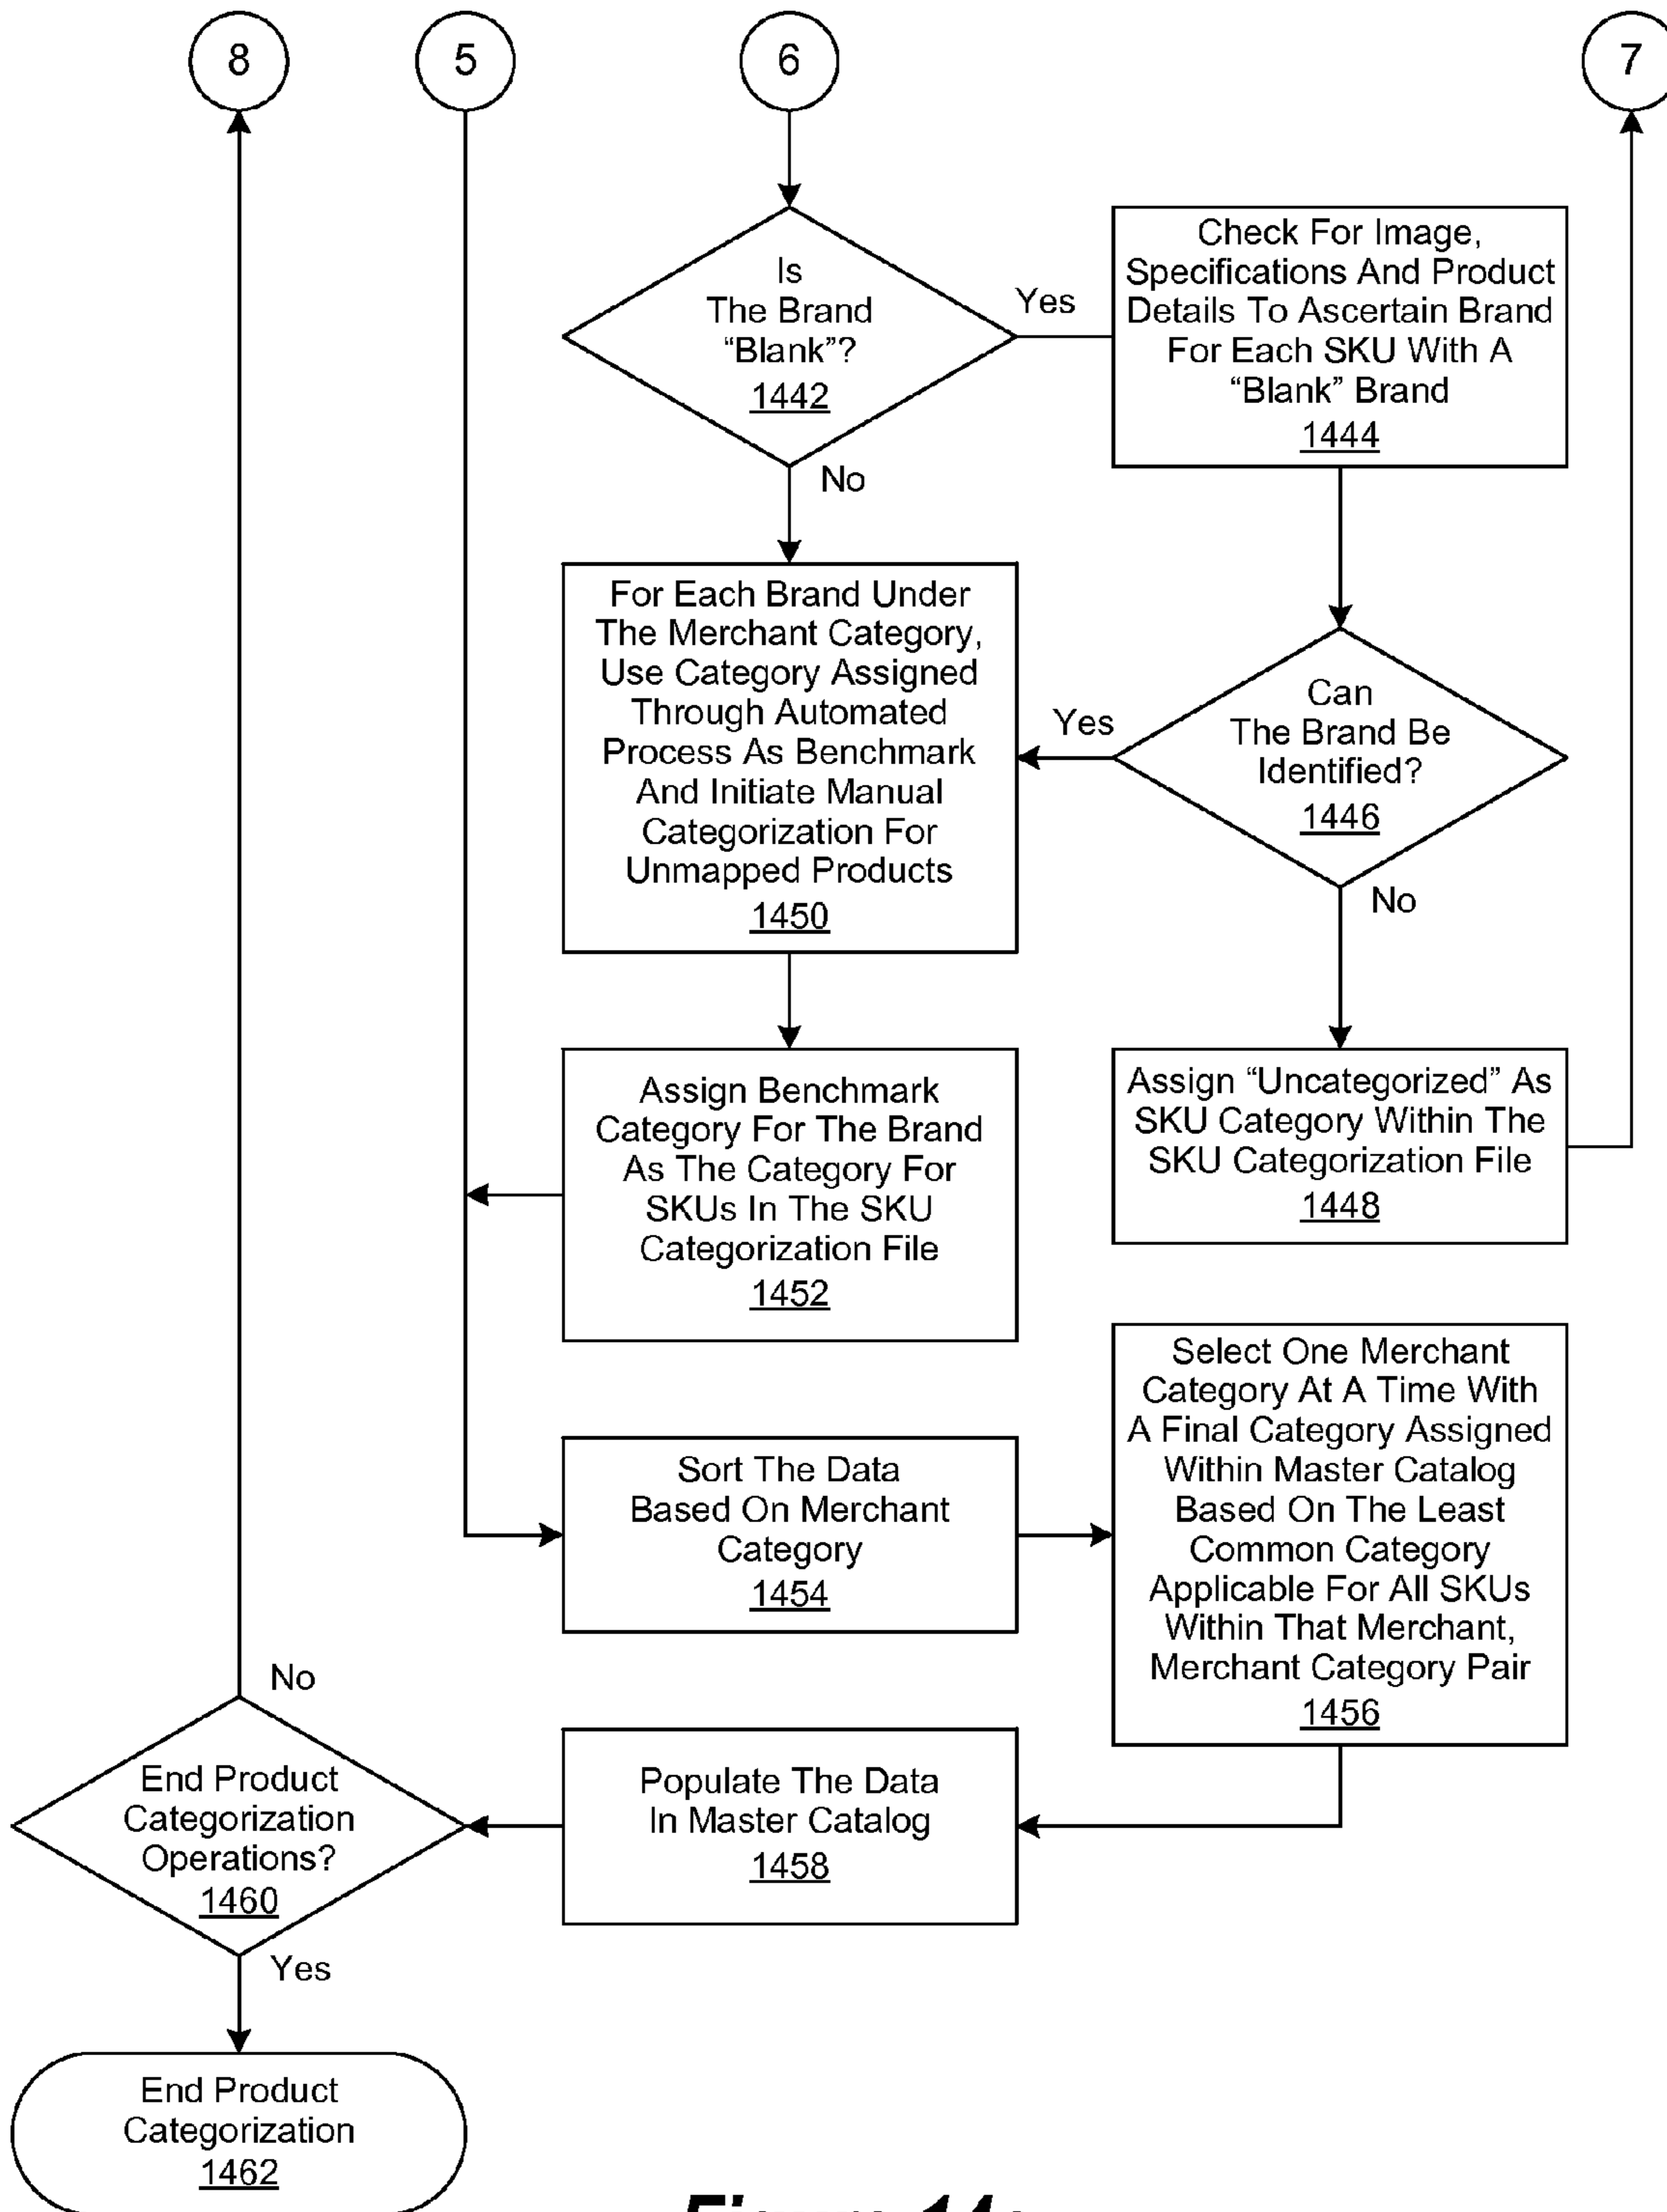 8
5
6
7
Is
The Brand
“Blank”?
1442
Yes
No
Check For Image,
Specifications And Product
Details To Ascertain Brand
For Each SKU With A
“Blank” Brand
1444
For Each Brand Under
The Merchant Category,
Use Category Assigned
Through Automated
Process As Benchmark
And Initiate Manual
Categorization For
Unmapped Products
1450
Yes
Can
The Brand Be
Identified?
1446
No
Assign Benchmark
Category For The Brand
As The Category For
SKUs In The SKU
Categorization File
1452
Assign “Uncategorized” As
SKU Category Within The
SKU Categorization File
1448
Sort The Data
Based On Merchant
Category
1454
Select One Merchant
Category At A Time With
A Final Category Assigned
Within Master Catalog
Based On The Least
Common Category
Applicable For All SKUs
Within That Merchant,
Merchant Category Pair
1456
No
End Product
Categorization
Operations?
1460
Yes
Populate The Data
In Master Catalog
1458
End Product
Categorization
1462